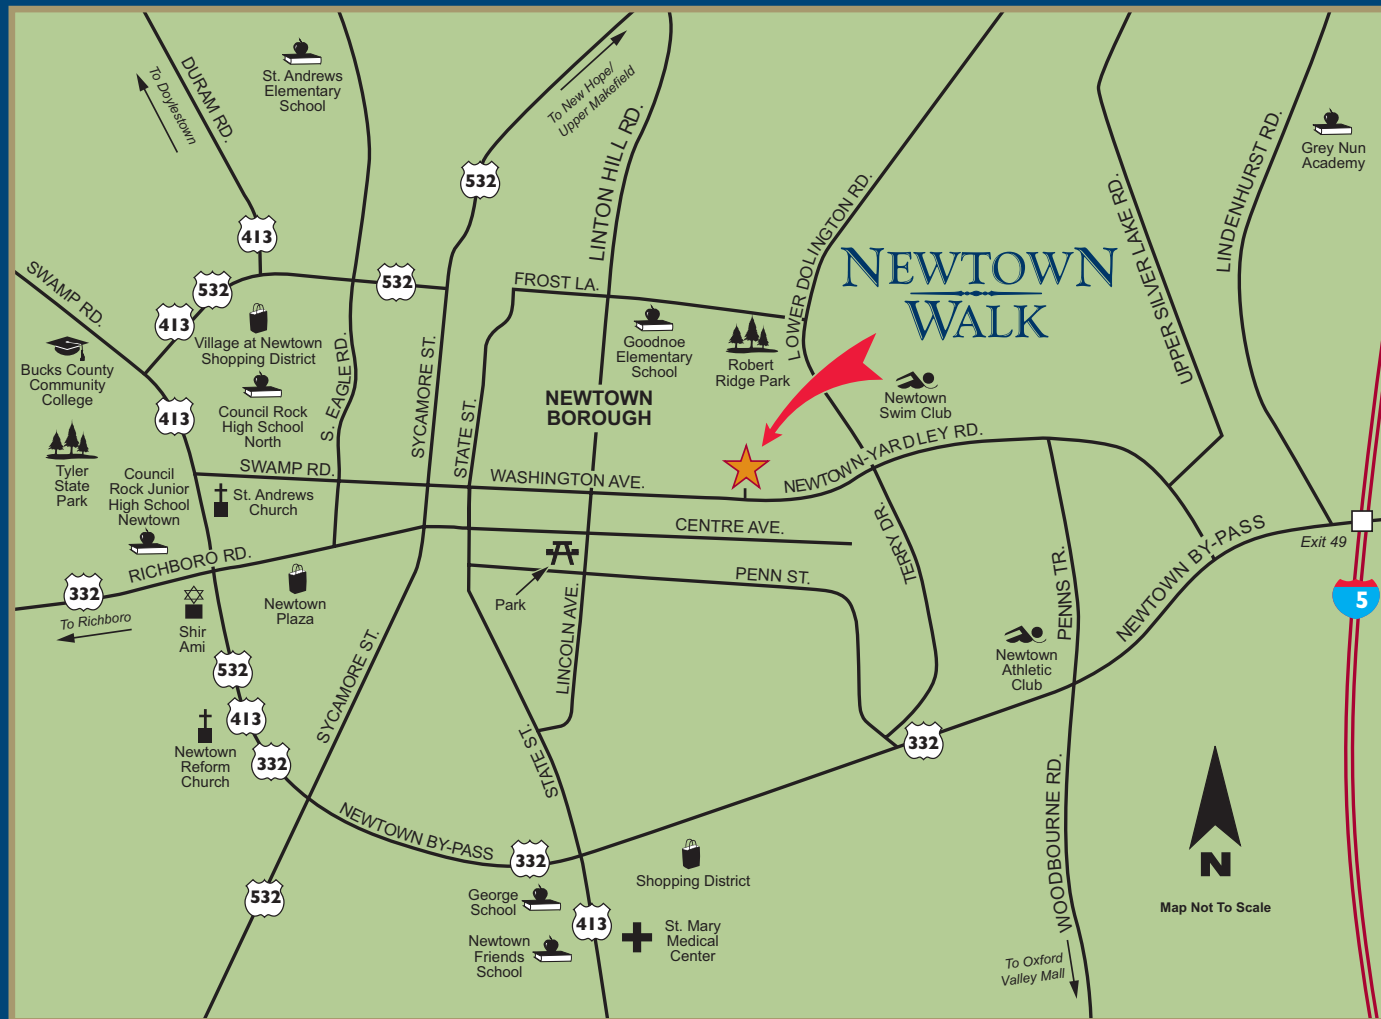 To Doylestown
DURAM RD.
St. Andrews
Elementary
School
To New Hope/
Upper Makefield
532
LINTON HILL RD.
LOWER DOLINGTON RD.
UPPER SILVER LAKE RD.
LINDENHURST RD.
Grey Nun
Academy
413
SWAMP RD.
532
532
413
FROST LA.
NEWTOWN
WALK
Village at Newtown
Shopping District
Goodnoe
Elementary
School
Robert
Ridge Park
Bucks County
Community
College
S. EAGLE RD.
SYCAMORE ST.
STATE ST.
NEWTOWN
BOROUGH
Newtown
Swim Club
413
Council Rock
High School
North
Tyler
State
Park
Council
Rock Junior
High School
Newtown
SWAMP RD.
WASHINGTON AVE.
NEWTOWN-YARDLEY RD.
St. Andrews
Church
CENTRE AVE.
TERRY DR.
PENNS TR.
NEWTOWN BY-PASS
Exit 49
5
RICHBORO RD.
332
To Richboro
Newtown
Plaza
Park
PENN ST.
LINCOLN AVE.
Shir
Ami
532
SYCAMORE ST.
Newtown
Athletic
Club
413
Newtown
Reform
Church
332
STATE ST.
332
WOODBOURNE RD.
NEWTOWN BY-PASS
332
Shopping District
532
George
School
413
St. Mary
Medical
Center
Newtown
Friends
School
N
Map Not To Scale
To Oxford
Valley Mall